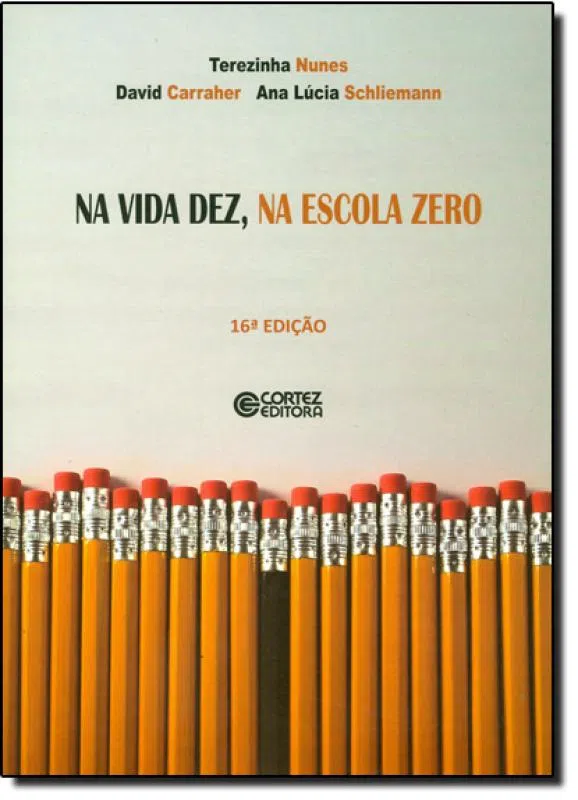 Terezinha Nunes
David Carraher Ana Lúcia Schliemann
NA VIDA DEZ, NA ESCOLA ZERO
16ª EDIÇÃO
CORTEZ
EDITORA